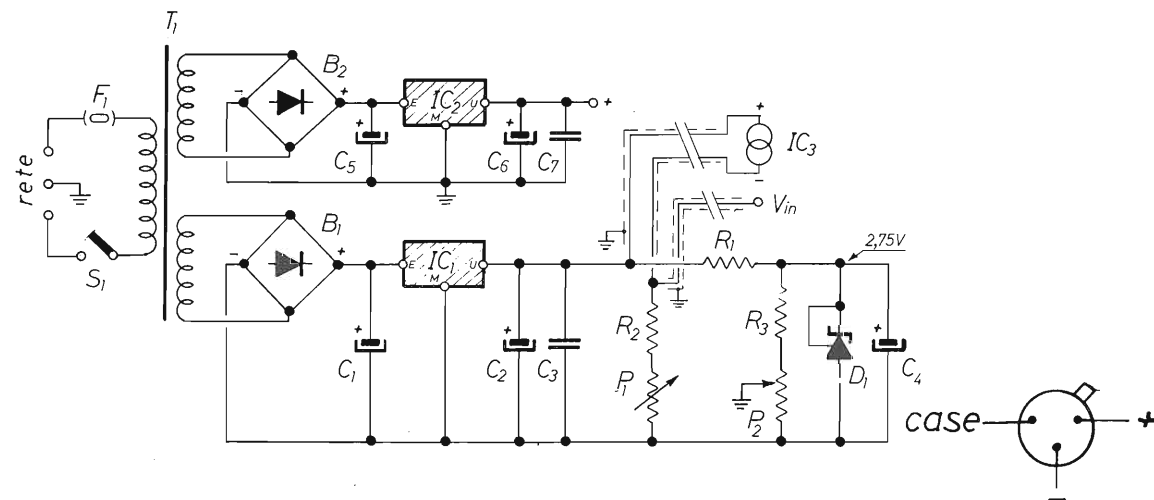 T1
F1
rete
S1
B2
- +
E IC2 U
M
+
+ C5
+ C6
C7
B1
- +
E IC1 U
M
+ C1
+ C2
C3
+
IC3
-
Vin
R1
2,75V
R2
P1
R3
P2
D1
+ C4
case
+
-